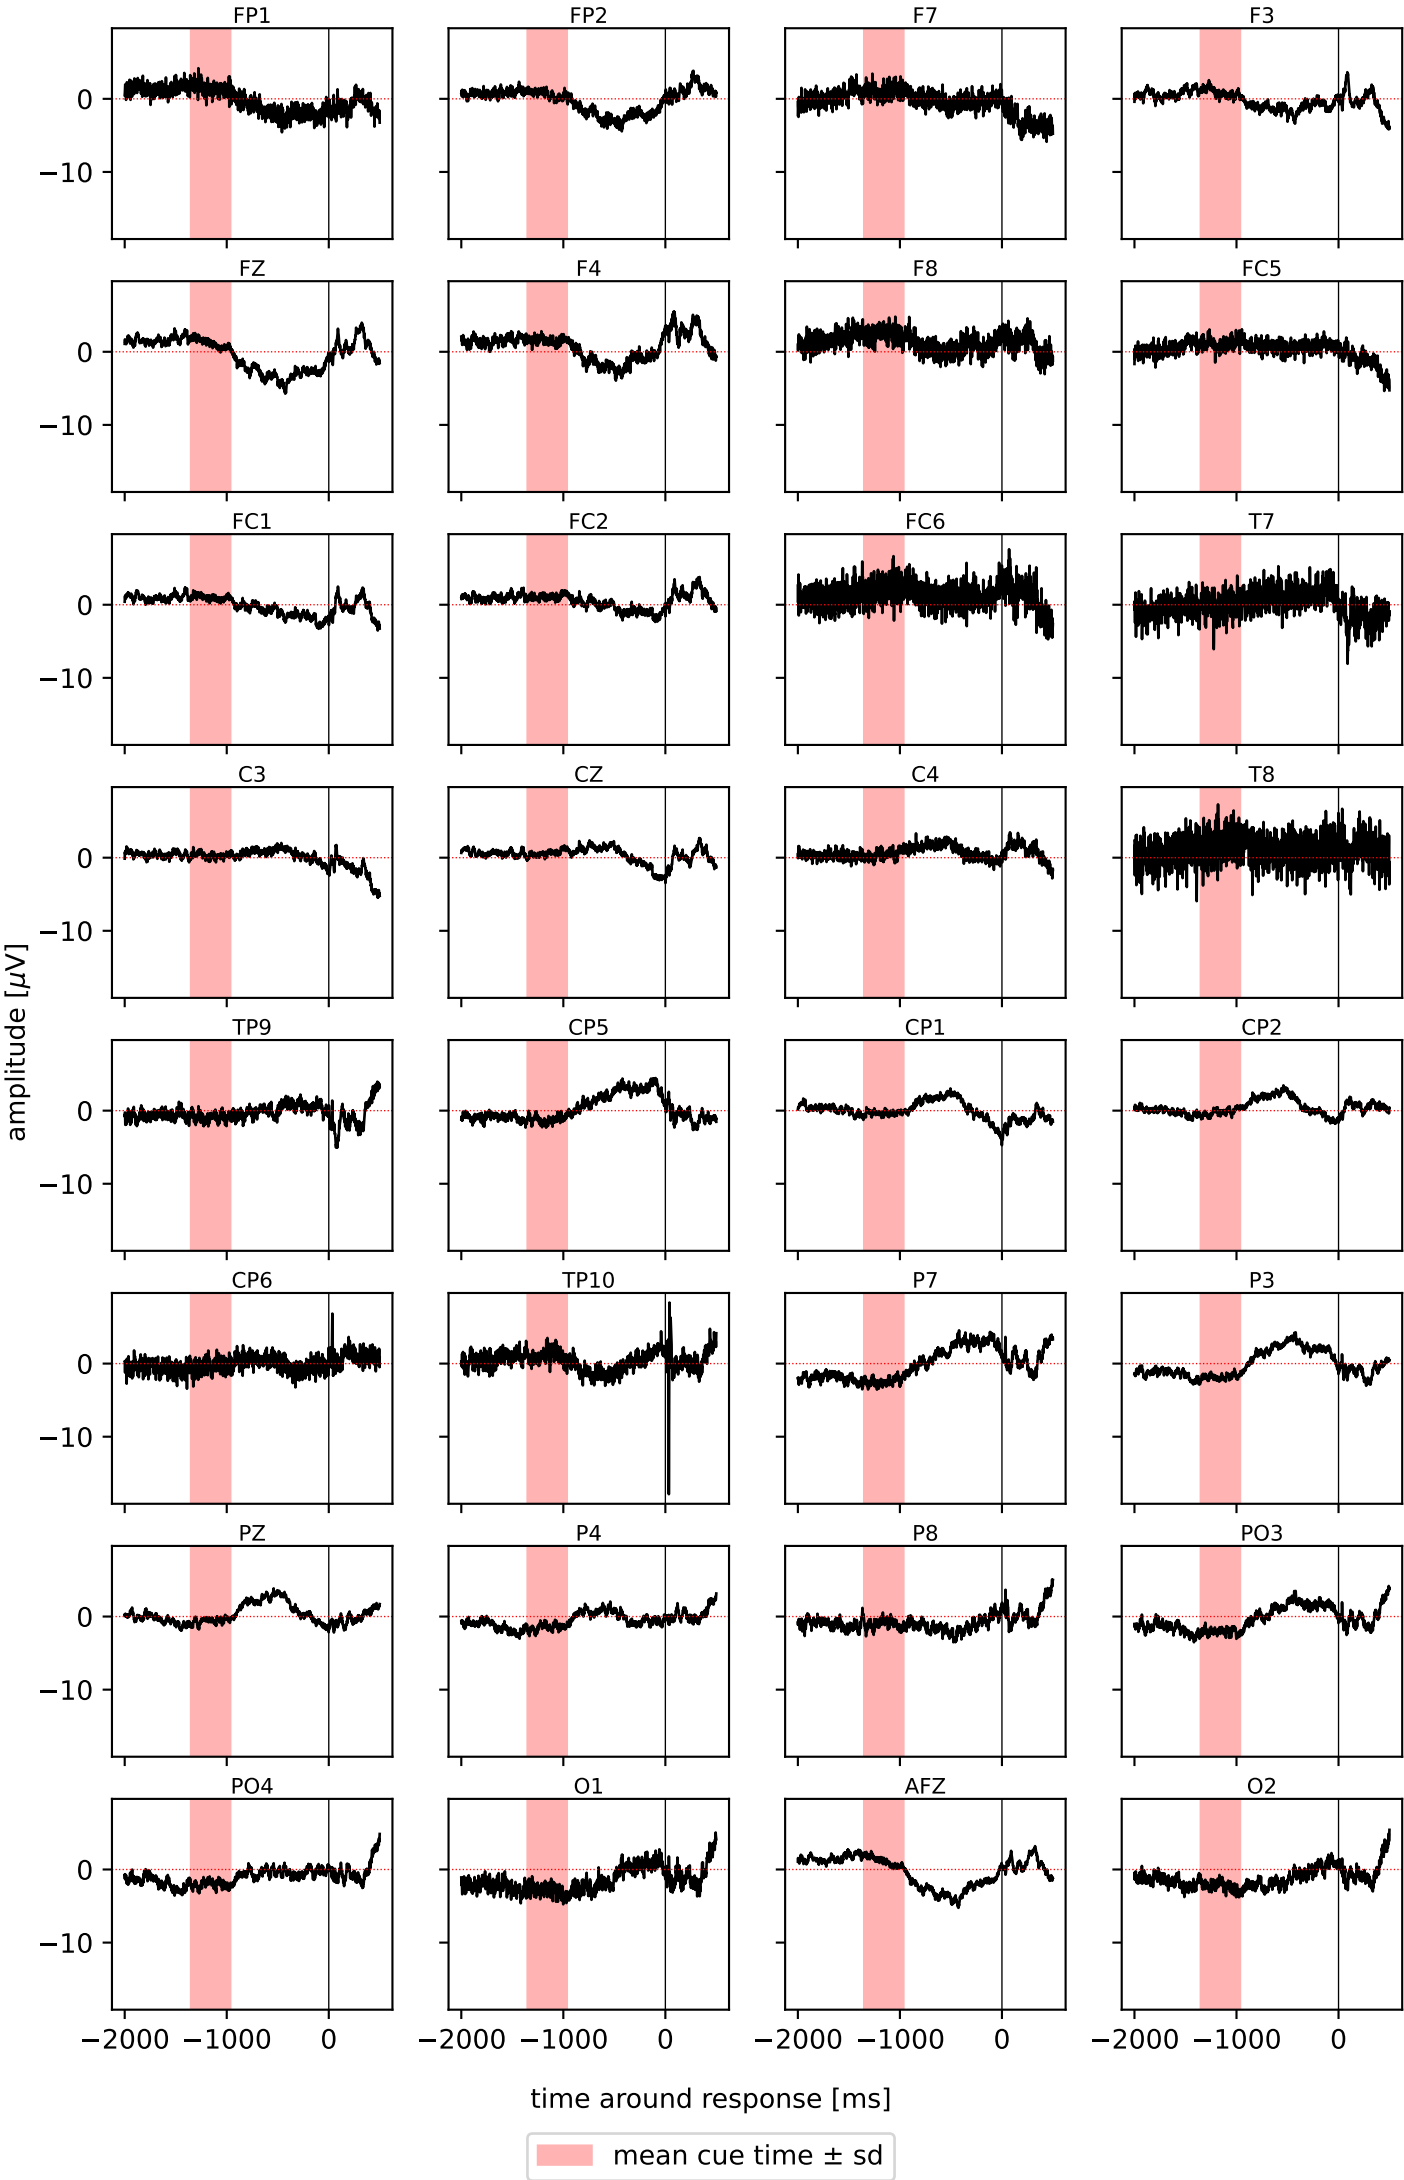 FP1 FP2 F7 F3
0
−10
FZ F4 F8 FC5
0
−10
FC1 FC2 FC6 T7
0
−10
C3 CZ C4 T8
0
−10
amplitude [μV]
TP9 CP5 CP1 CP2
0
−10
CP6 TP10 P7 P3
0
−10
PZ P4 P8 PO3
0
−10
PO4 O1 AFZ O2
0
−10
−2000 −1000 0 −2000 −1000 0 −2000 −1000 0 −2000 −1000 0
time around response [ms]
mean cue time ± sd